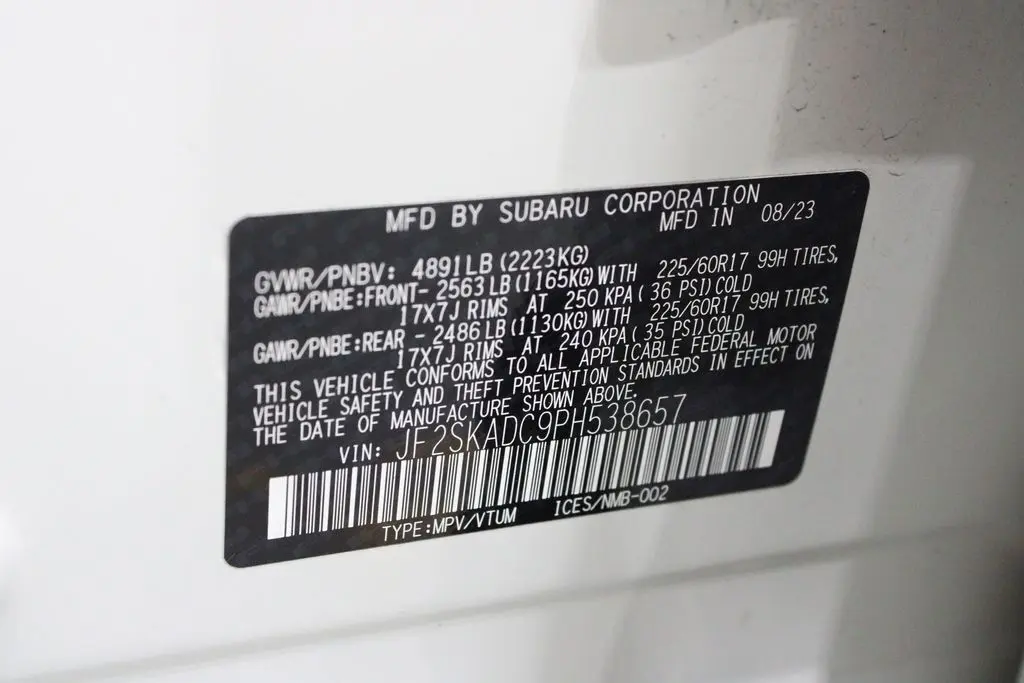 MFD BY SUBARU CORPORATION
MFD IN 08/23
GVWR/PNBV: 4891LB(2223KG)
GAWR/PNBE:FRONT- 2563LB(1165KG)WITH 225/60R17 99H TIRES,
17X7J RIMS AT 250 KPA(36 PSI)COLD
GAWR/PNBE:REAR - 2486LB(1130KG)WITH 225/60R17 99H TIRES,
17X7J RIMS AT 240 KPA(35 PSI)COLD
THIS VEHICLE CONFORMS TO ALL APPLICABLE FEDERAL MOTOR
VEHICLE SAFETY AND THEFT PREVENTION STANDARDS IN EFFECT ON
THE DATE OF MANUFACTURE SHOWN ABOVE.
VIN: JF2SKADC9PH538657
TYPE:MPV/VTUM ICES/NMB-002